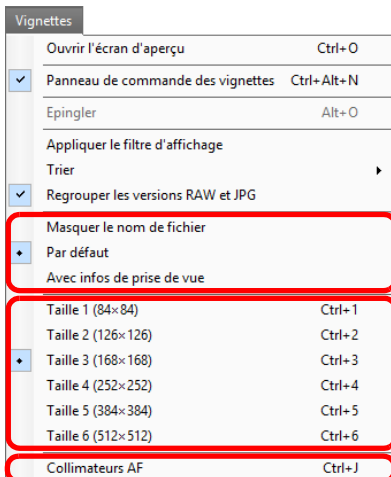 Vignettes
Ouvrir l'écran d'aperçu Ctrl+O
Panneau de commande des vignettes Ctrl+Alt+N
Epingler Alt+O
Appliquer le filtre d'affichage
Trier
Regrouper les versions RAW et JPG
Masquer le nom de fichier
Par défaut
Avec infos de prise de vue
Taille 1 (84×84) Ctrl+1
Taille 2 (126×126) Ctrl+2
Taille 3 (168×168) Ctrl+3
Taille 4 (252×252) Ctrl+4
Taille 5 (384×384) Ctrl+5
Taille 6 (512×512) Ctrl+6
Collimateurs AF Ctrl+J